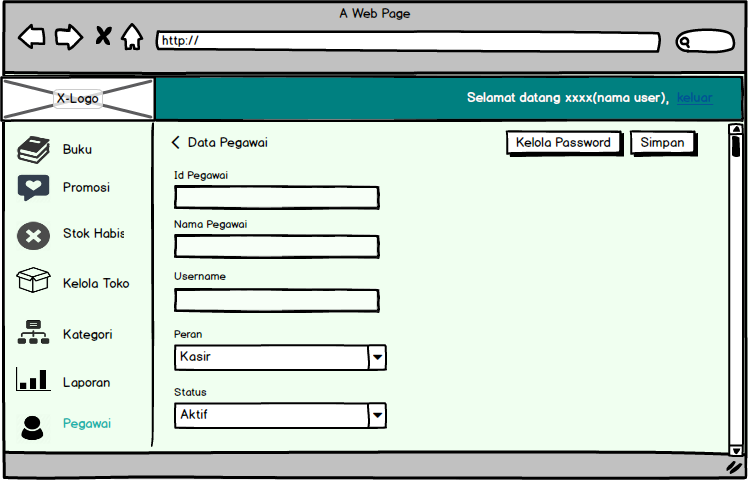 A Web Page
http://
X-Logo
Selamat datang xxxx(nama user), keluar
Buku
Promosi
Stok Habis
Kelola Toko
Kategori
Laporan
Pegawai
Data Pegawai
Kelola Password
Simpan
Id Pegawai
Nama Pegawai
Username
Peran
Kasir
Status
Aktif